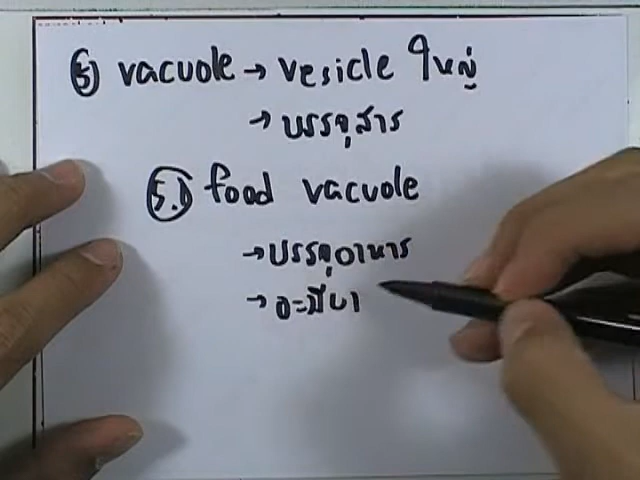 5 vacuole → vesicle ใหญ่
→ บรรจุสาร
5.1 food vacuole
→ บรรจุอาหาร
→ อะมีบา